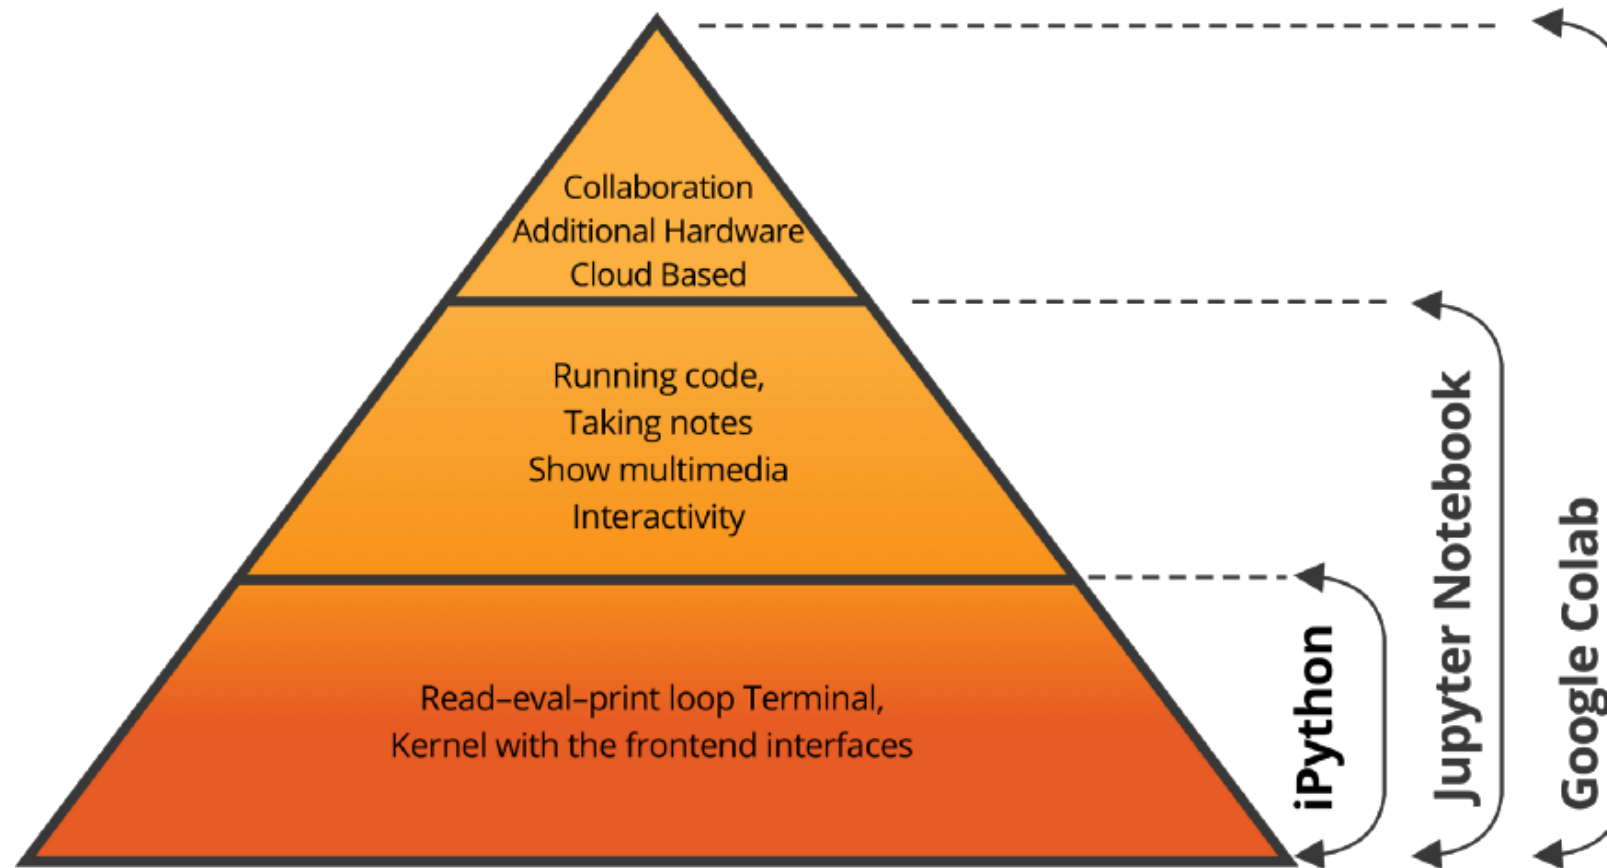 Collaboration
Additional Hardware
Cloud Based
Running code,
Taking notes
Show multimedia
Interactivity
Read–eval–print loop Terminal,
Kernel with the frontend interfaces
iPython
Jupyter Notebook
Google Colab